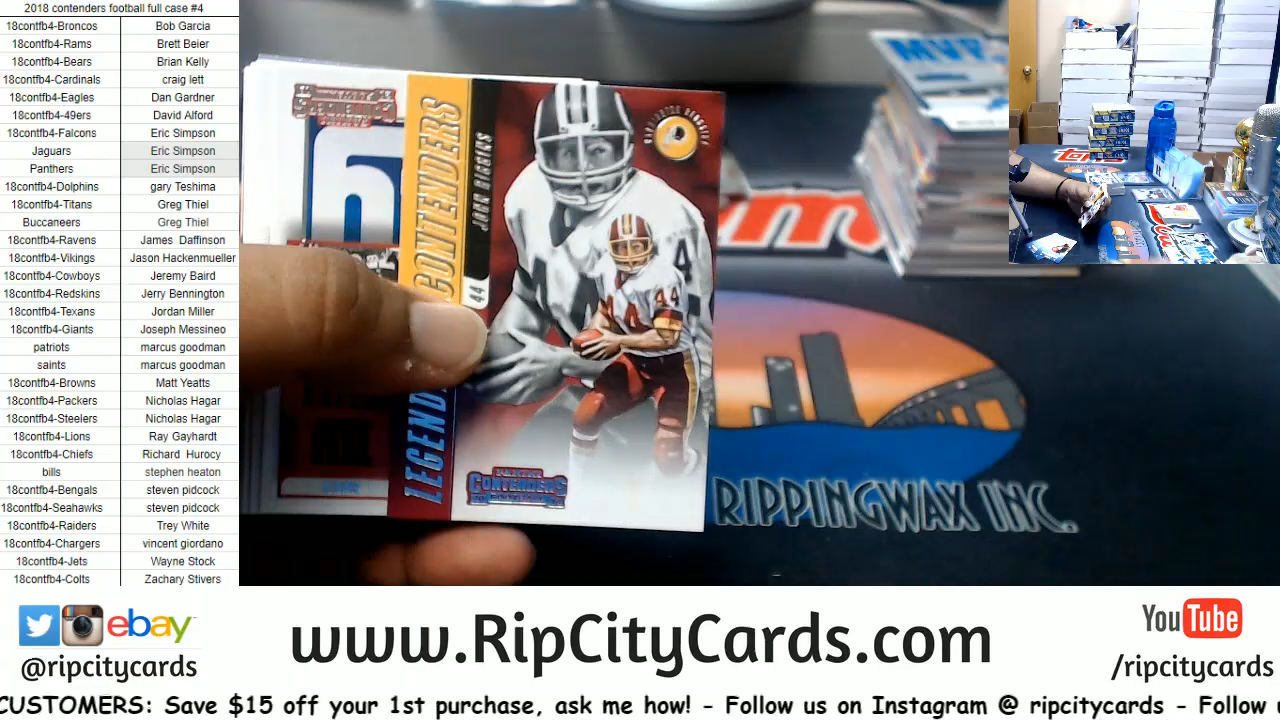 2018 contenders football full case #4
18contfb4-Broncos Bob Garcia
18contfb4-Rams Brett Beier
18contfb4-Bears Brian Kelly
18contfb4-Cardinals craig lett
18contfb4-Eagles Dan Gardner
18contfb4-49ers David Alford
18contfb4-Falcons Eric Simpson
Jaguars Eric Simpson
Panthers Eric Simpson
18contfb4-Dolphins gary Teshima
18contfb4-Titans Greg Thiel
Buccaneers Greg Thiel
18contfb4-Ravens James Daffinson
18contfb4-Vikings Jason Hackenmueller
18contfb4-Cowboys Jeremy Baird
18contfb4-Redskins Jerry Bennington
18contfb4-Texans Jordan Miller
18contfb4-Giants Joseph Messineo
patriots marcus goodman
saints marcus goodman
18contfb4-Browns Matt Yeatts
18contfb4-Packers Nicholas Hagar
18contfb4-Steelers Nicholas Hagar
18contfb4-Lions Ray Gayhardt
18contfb4-Chiefs Richard Hurocy
bills stephen heaton
18contfb4-Bengals steven pidcock
18contfb4-Seahawks steven pidcock
18contfb4-Raiders Trey White
18contfb4-Chargers vincent giordano
18contfb4-Jets Wayne Stock
18contfb4-Colts Zachary Stivers
CONTENDERS
JOHN RIGGINS
WASHINGTON REDSKINS
44
44
LEGEND
PANINI
CONTENDERS
FOOTBALL
MVP
topps
RIPPINGWAX INC.
ebay
@ripcitycards
www.RipCityCards.com
YouTube
/ripcitycards
CUSTOMERS: Save $15 off your 1st purchase, ask me how! - Follow us on Instagram @ ripcitycards - Follow